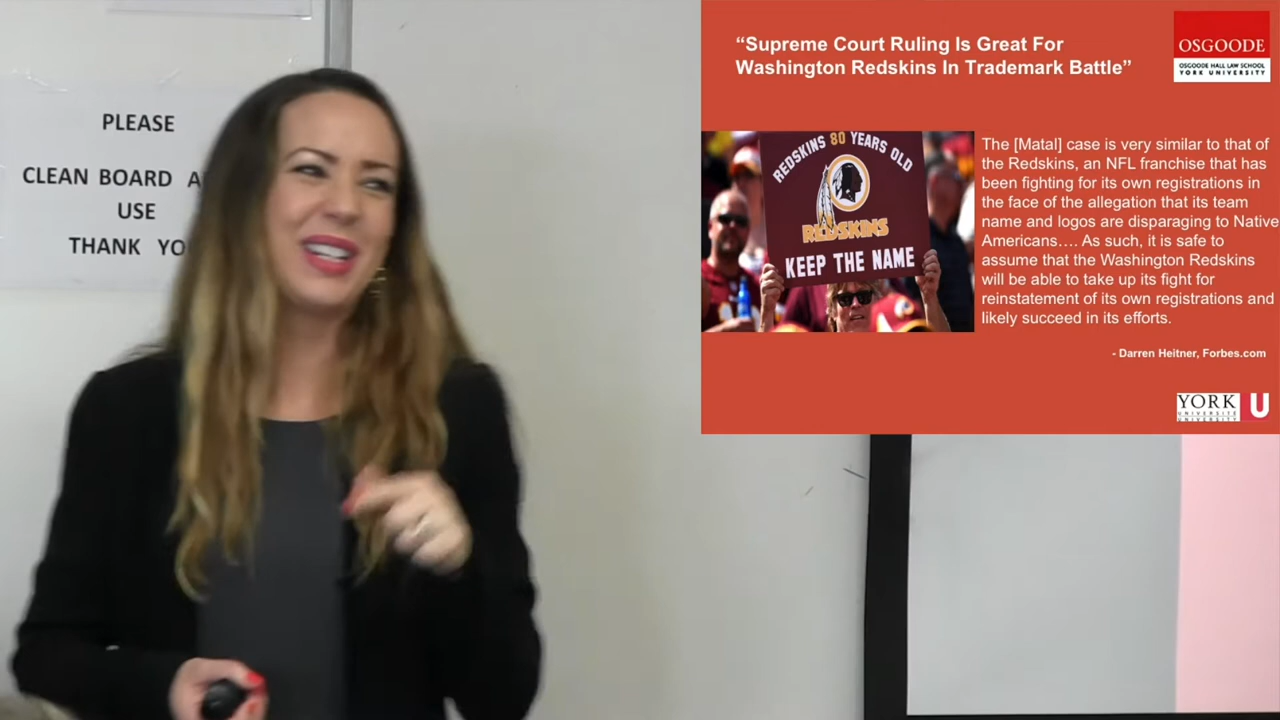 PLEASE
CLEAN BOARD A
USE
THANK YO
“Supreme Court Ruling Is Great For
Washington Redskins In Trademark Battle”
OSGOODE
OSGOODE HALL LAW SCHOOL
YORK UNIVERSITY
REDSKINS 80 YEARS OLD
REDSKINS
KEEP THE NAME
The [Matal] case is very similar to that of
the Redskins, an NFL franchise that has
been fighting for its own registrations in
the face of the allegation that its team
name and logos are disparaging to Native
Americans…. As such, it is safe to
assume that the Washington Redskins
will be able to take up its fight for
reinstatement of its own registrations and
likely succeed in its efforts.
- Darren Heitner, Forbes.com
YORK
UNIVERSITÉ
UNIVERSITY
U